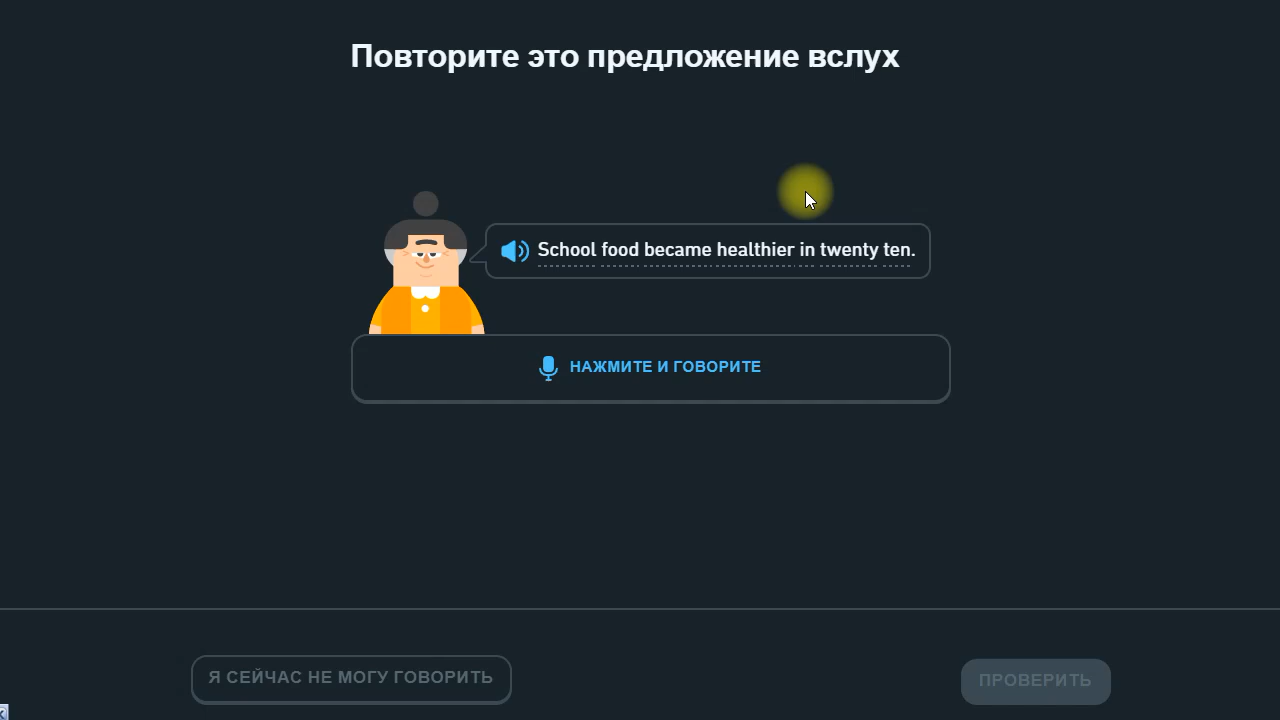 Повторите это предложение вслух
School food became healthier in twenty ten.
НАЖМИТЕ И ГОВОРИТЕ
Я СЕЙЧАС НЕ МОГУ ГОВОРИТЬ
ПРОВЕРИТЬ